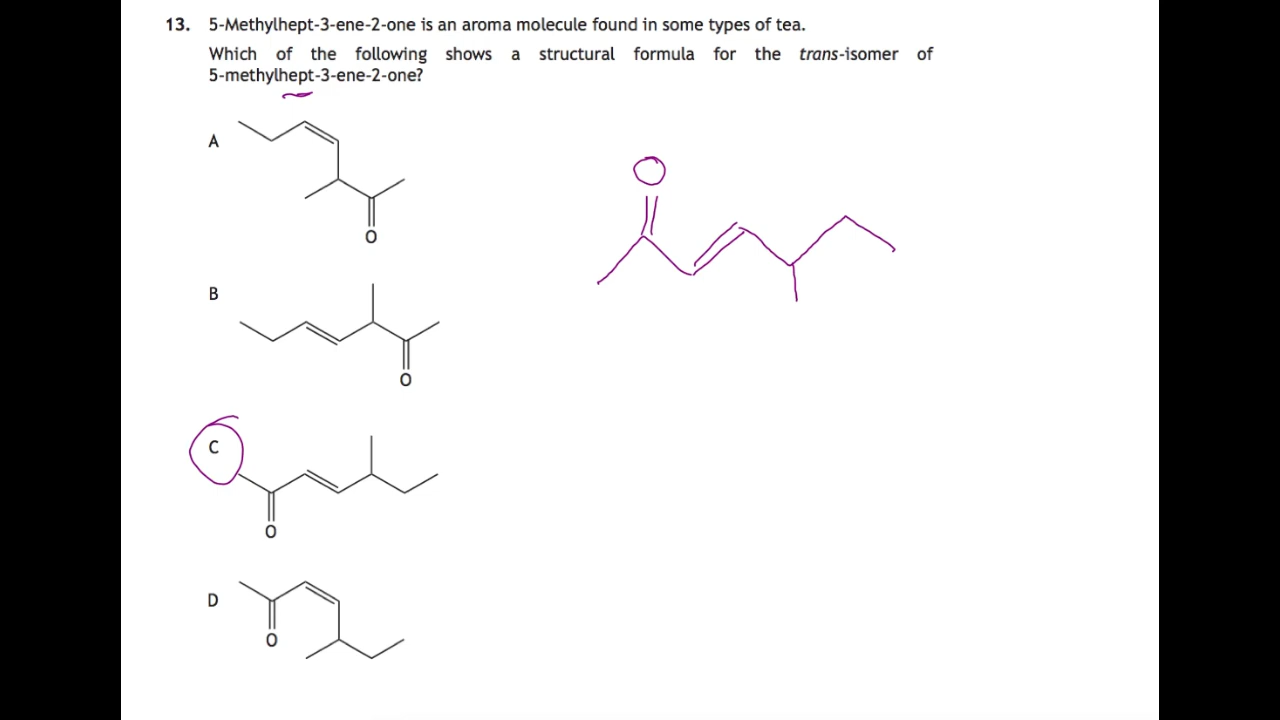 13. 5-Methylhept-3-ene-2-one is an aroma molecule found in some types of tea.
Which of the following shows a structural formula for the trans-isomer of
5-methylhept-3-ene-2-one?
O
A
O
B
O
C
O
D
O